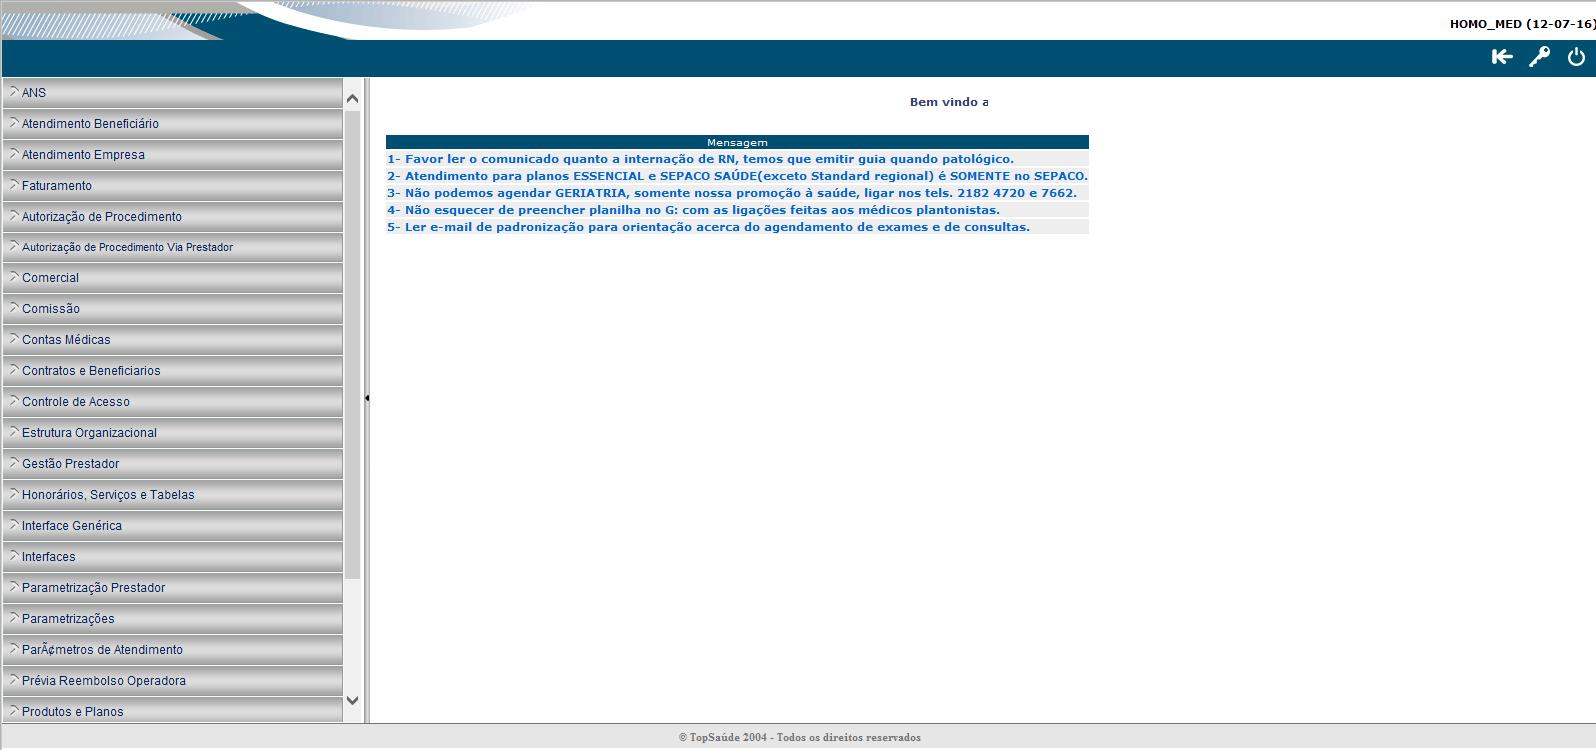 HOMO_MED (12-07-16)
ANS
Atendimento Beneficiário
Atendimento Empresa
Faturamento
Autorização de Procedimento
Autorização de Procedimento Via Prestador
Comercial
Comissão
Contas Médicas
Contratos e Beneficiarios
Controle de Acesso
Estrutura Organizacional
Gestão Prestador
Honorários, Serviços e Tabelas
Interface Genérica
Interfaces
Parametrização Prestador
Parametrizações
ParÃ¢metros de Atendimento
Prévia Reembolso Operadora
Produtos e Planos
Bem vindo a
Mensagem
1- Favor ler o comunicado quanto a internação de RN, temos que emitir guia quando patológico.
2- Atendimento para planos ESSENCIAL e SEPACO SAÚDE(exceto Standard regional) é SOMENTE no SEPACO.
3- Não podemos agendar GERIATRIA, somente nossa promoção à saúde, ligar nos tels. 2182 4720 e 7662.
4- Não esquecer de preencher planilha no G: com as ligações feitas aos médicos plantonistas.
5- Ler e-mail de padronização para orientação acerca do agendamento de exames e de consultas.
© TopSaúde 2004 - Todos os direitos reservados